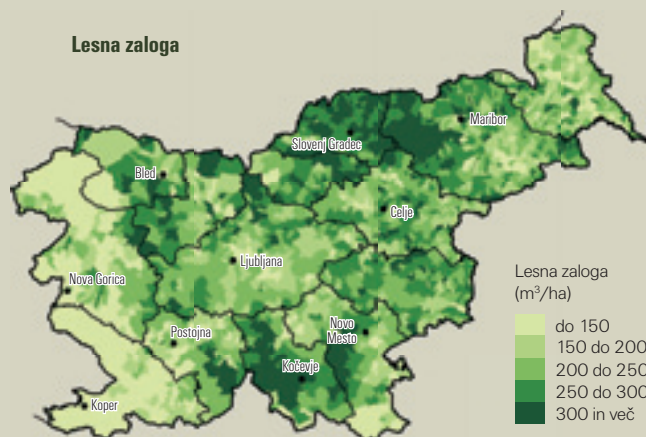 Lesna zaloga
Maribor
Slovenj Gradec
Bled
Celje
Ljubljana
Nova Gorica
Postojna
Novo
Mesto
Kočevje
Koper
Lesna zaloga
(m³/ha)
do 150
150 do 200
200 do 250
250 do 300
300 in več